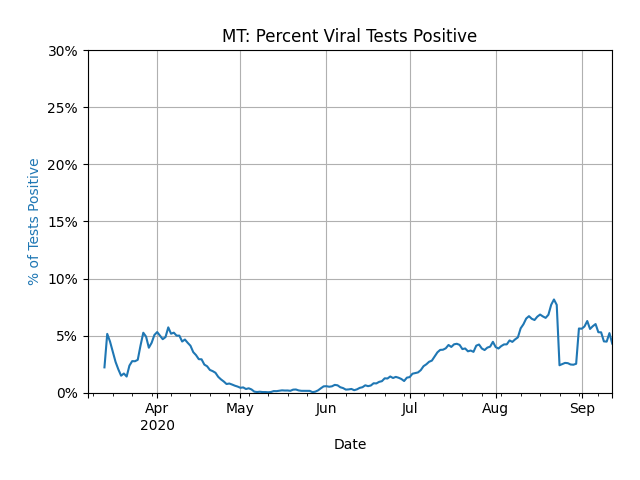 MT: Percent Viral Tests Positive
30%
25%
20%
15%
10%
5%
0%
% of Tests Positive
Apr May Jun Jul Aug Sep
2020
Date